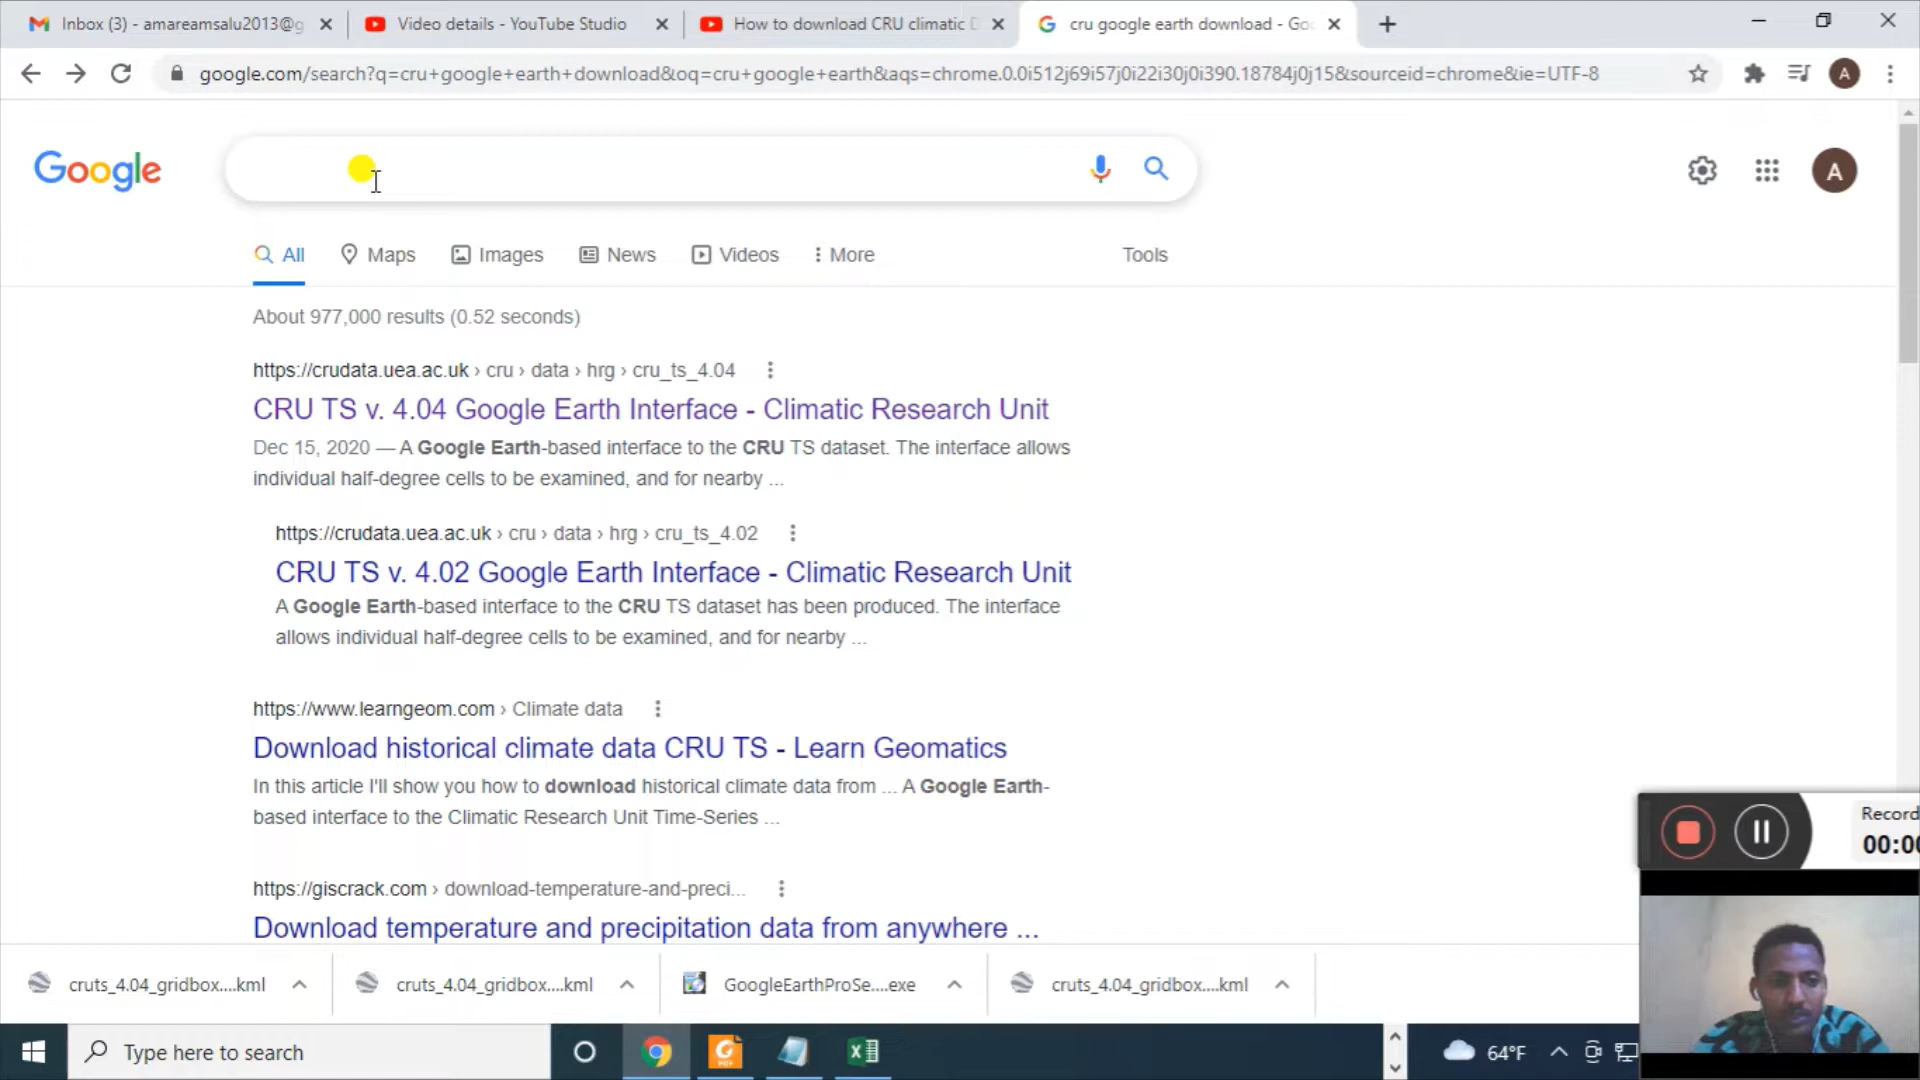 Inbox (3) - amareamsalu2013@g
Video details - YouTube Studio
How to download CRU climatic D
cru google earth download - Goo
google.com/search?q=cru+google+earth+download&oq=cru+google+earth&aqs=chrome.0.0i512j69i57j0i22i30j0i390.18784j0j15&sourceid=chrome&ie=UTF-8
A
Google
A
All
Maps
Images
News
Videos
More
Tools
About 977,000 results (0.52 seconds)
https://crudata.uea.ac.uk › cru › data › hrg › cru_ts_4.04
CRU TS v. 4.04 Google Earth Interface - Climatic Research Unit
Dec 15, 2020 — A Google Earth-based interface to the CRU TS dataset. The interface allows
individual half-degree cells to be examined, and for nearby ...
https://crudata.uea.ac.uk › cru › data › hrg › cru_ts_4.02
CRU TS v. 4.02 Google Earth Interface - Climatic Research Unit
A Google Earth-based interface to the CRU TS dataset has been produced. The interface
allows individual half-degree cells to be examined, and for nearby ...
https://www.learngeom.com › Climate data
Download historical climate data CRU TS - Learn Geomatics
In this article I'll show you how to download historical climate data from ... A Google Earth-
based interface to the Climatic Research Unit Time-Series ...
https://giscrack.com › download-temperature-and-preci...
Download temperature and precipitation data from anywhere ...
Record
00:00
cruts_4.04_gridbox....kml
cruts_4.04_gridbox....kml
GoogleEarthProSe....exe
cruts_4.04_gridbox....kml
Type here to search
64°F